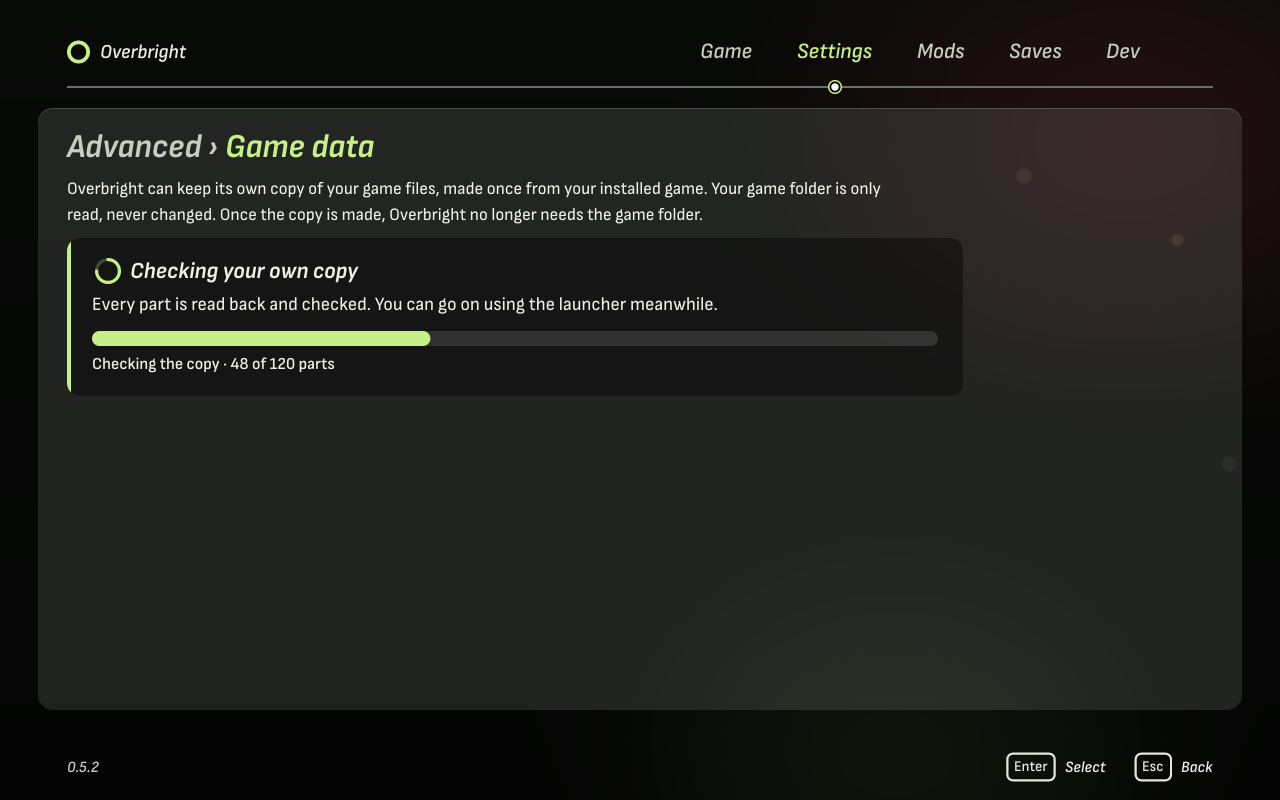 Overbright
Game
Settings
Mods
Saves
Dev
Advanced › Game data
Overbright can keep its own copy of your game files, made once from your installed game. Your game folder is only
read, never changed. Once the copy is made, Overbright no longer needs the game folder.
Checking your own copy
Every part is read back and checked. You can go on using the launcher meanwhile.
Checking the copy · 48 of 120 parts
0.5.2
Enter Select
Esc Back